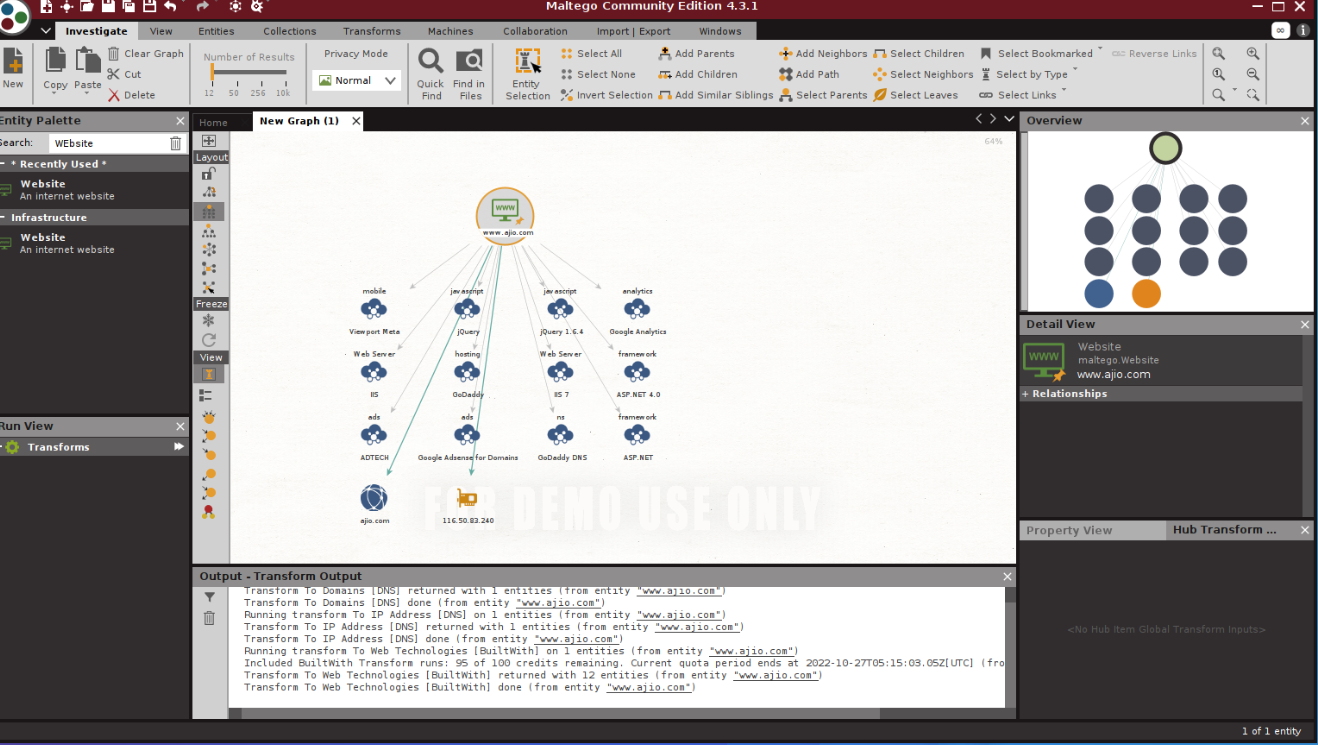 Maltego Community Edition 4.3.1
Investigate View Entities Collections Transforms Machines Collaboration Import | Export Windows
Clear Graph Number of Results Privacy Mode Select All Add Parents Add Neighbors Select Children Select Bookmarked Reverse Links
Cut Normal Select None Add Children Add Path Select Neighbors Select by Type
New Copy Paste Delete 12 50 256 10k Quick Find Find in Files Entity Selection Invert Selection Add Similar Siblings Select Parents Select Leaves Select Links
Entity Palette
Search: WEbsite
* Recently Used *
Website
An internet website
Infrastructure
Website
An internet website
Run View
Transforms
Home New Graph (1)
Layout
Freeze
View
64%
www
www.ajio.com
mobile javascript javascript analytics
Viewport Meta jQuery jQuery 1.6.4 Google Analytics
Web Server hosting Web Server framework
IIS GoDaddy IIS 7 ASP.NET 4.0
ads ads ns framework
ADTECH Google Adsense for Domains GoDaddy DNS ASP.NET
ajio.com 116.50.83.240
FOR DEMO USE ONLY
Output - Transform Output
Transform To Domains [DNS] returned with 1 entities (from entity "www.ajio.com")
Transform To Domains [DNS] done (from entity "www.ajio.com")
Running transform To IP Address [DNS] on 1 entities (from entity "www.ajio.com")
Transform To IP Address [DNS] returned with 1 entities (from entity "www.ajio.com")
Transform To IP Address [DNS] done (from entity "www.ajio.com")
Running transform To Web Technologies [BuiltWith] on 1 entities (from entity "www.ajio.com")
Included BuiltWith Transform runs: 95 of 100 credits remaining. Current quota period ends at 2022-10-27T05:15:03.05Z[UTC] (fro
Transform To Web Technologies [BuiltWith] returned with 12 entities (from entity "www.ajio.com")
Transform To Web Technologies [BuiltWith] done (from entity "www.ajio.com")
Overview
Detail View
WWW
Website
maltego.Website
www.ajio.com
+ Relationships
Property View Hub Transform ...
<No Hub Item Global Transform Inputs>
1 of 1 entity